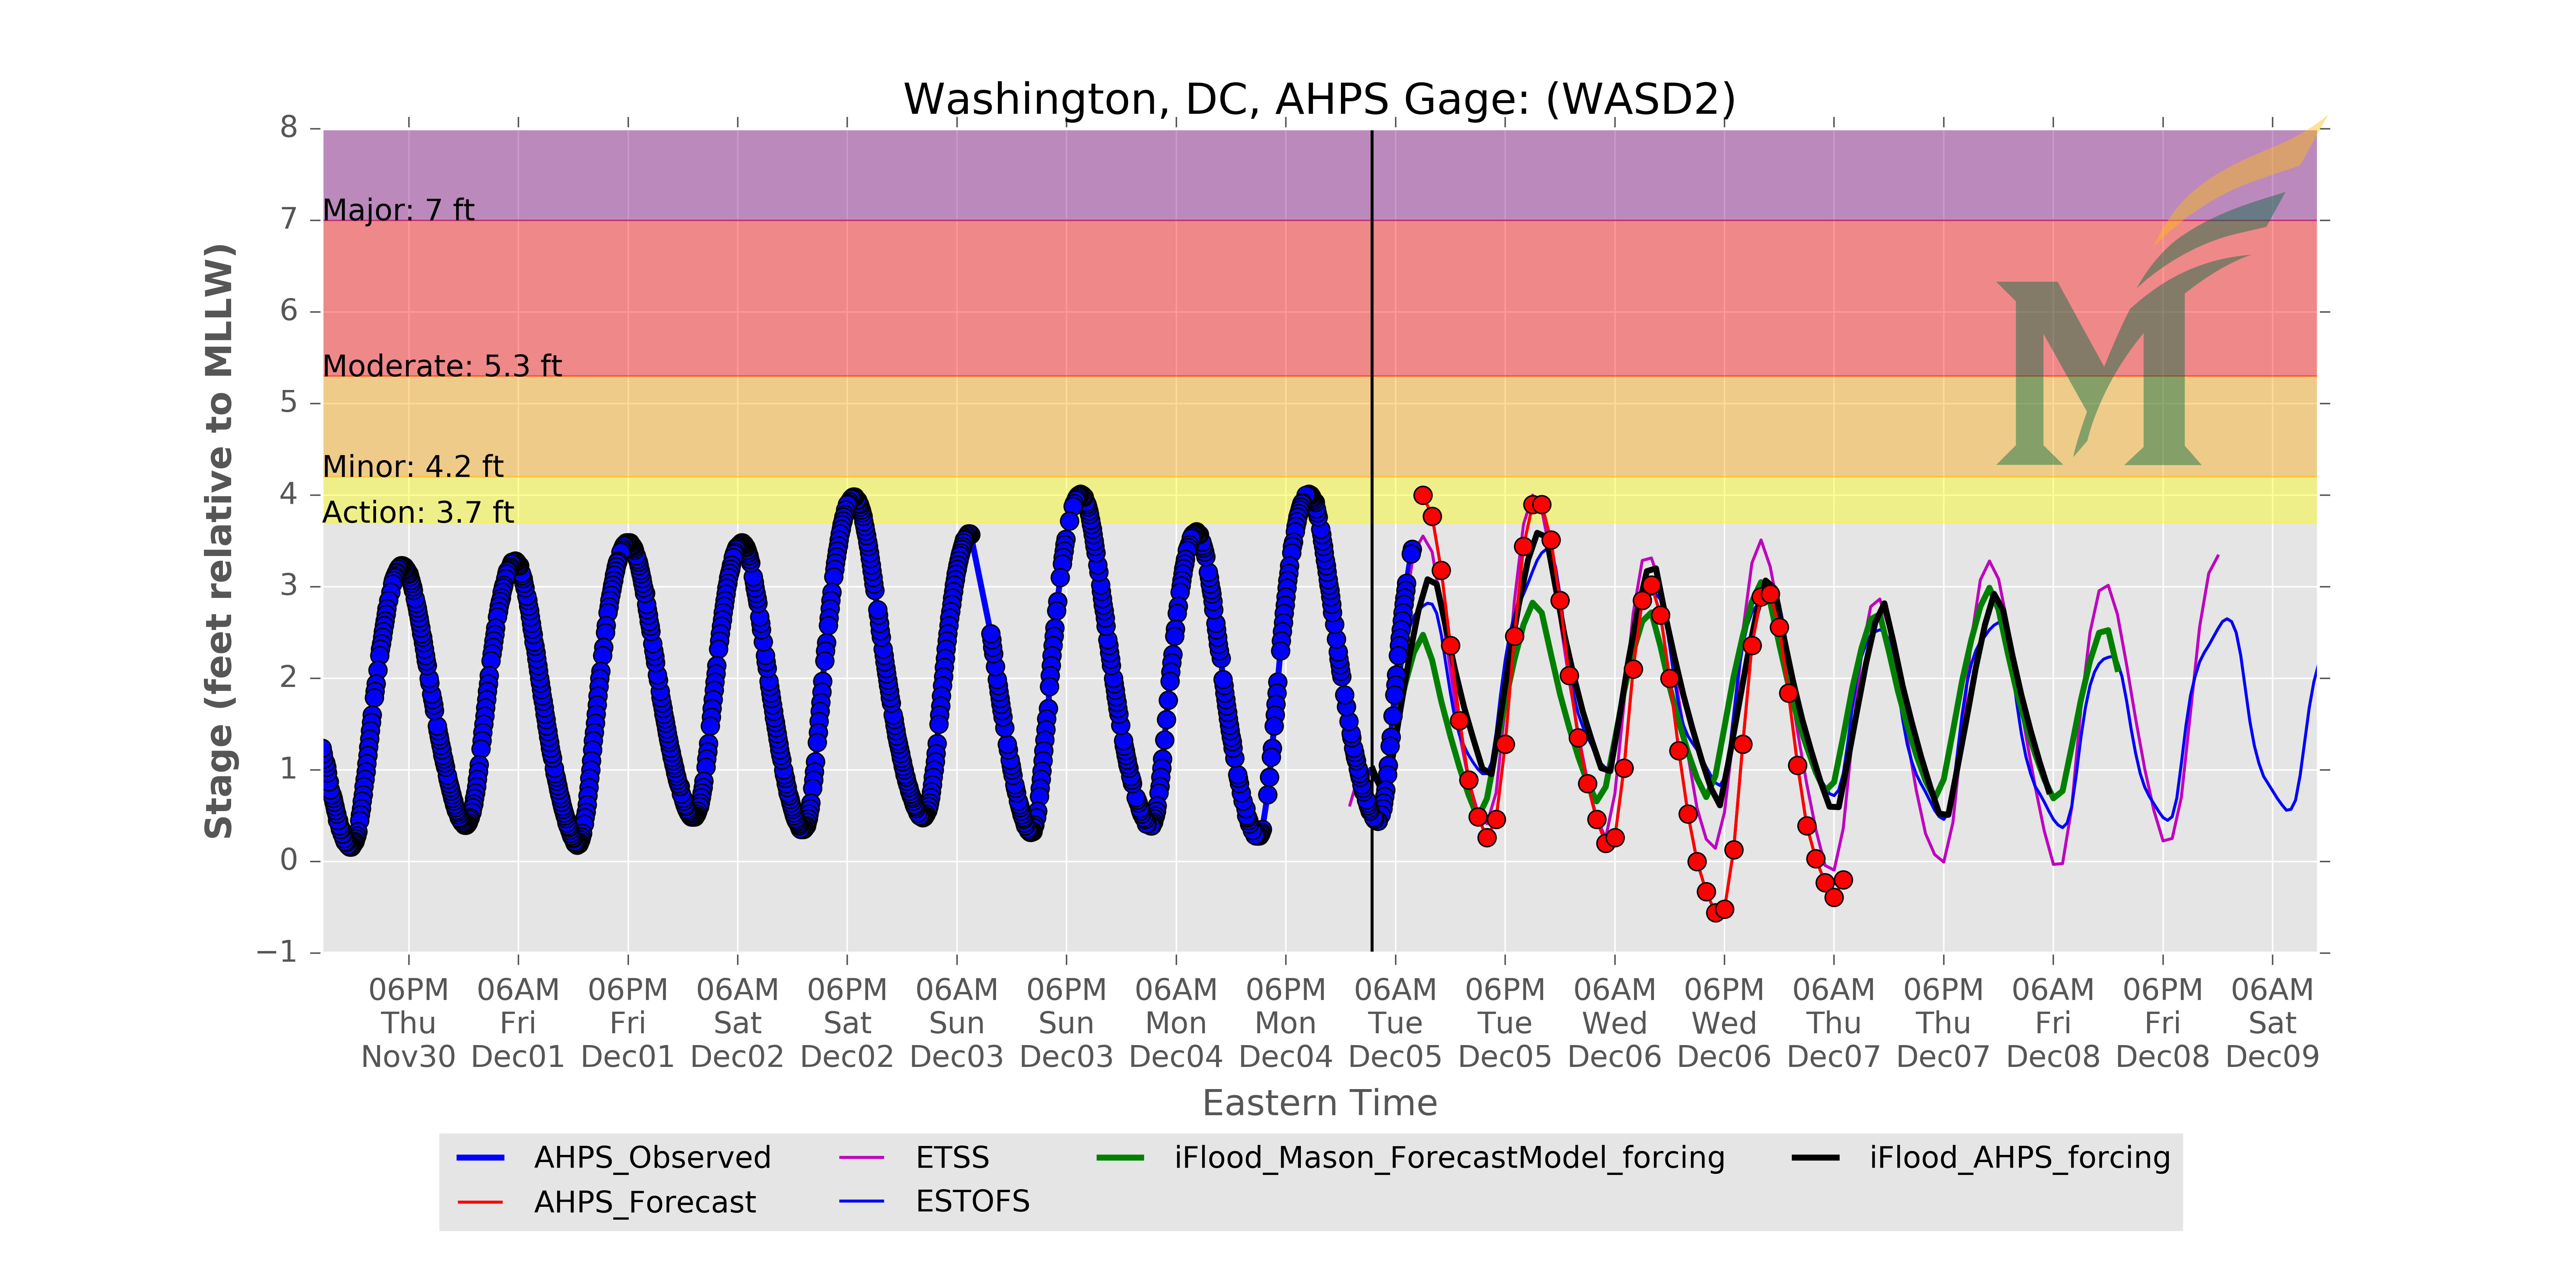 Washington, DC, AHPS Gage: (WASD2)
Stage (feet relative to MLLW)
8
7
6
5
4
3
2
1
0
−1
Major: 7 ft
Moderate: 5.3 ft
Minor: 4.2 ft
Action: 3.7 ft
06PM 06AM 06PM 06AM 06PM 06AM 06PM 06AM 06PM 06AM 06PM 06AM 06PM 06AM 06PM 06AM 06PM 06AM
Thu Fri Fri Sat Sat Sun Sun Mon Mon Tue Tue Wed Wed Thu Thu Fri Fri Sat
Nov30 Dec01 Dec01 Dec02 Dec02 Dec03 Dec03 Dec04 Dec04 Dec05 Dec05 Dec06 Dec06 Dec07 Dec07 Dec08 Dec08 Dec09
Eastern Time
AHPS_Observed ETSS iFlood_Mason_ForecastModel_forcing iFlood_AHPS_forcing
AHPS_Forecast ESTOFS
M